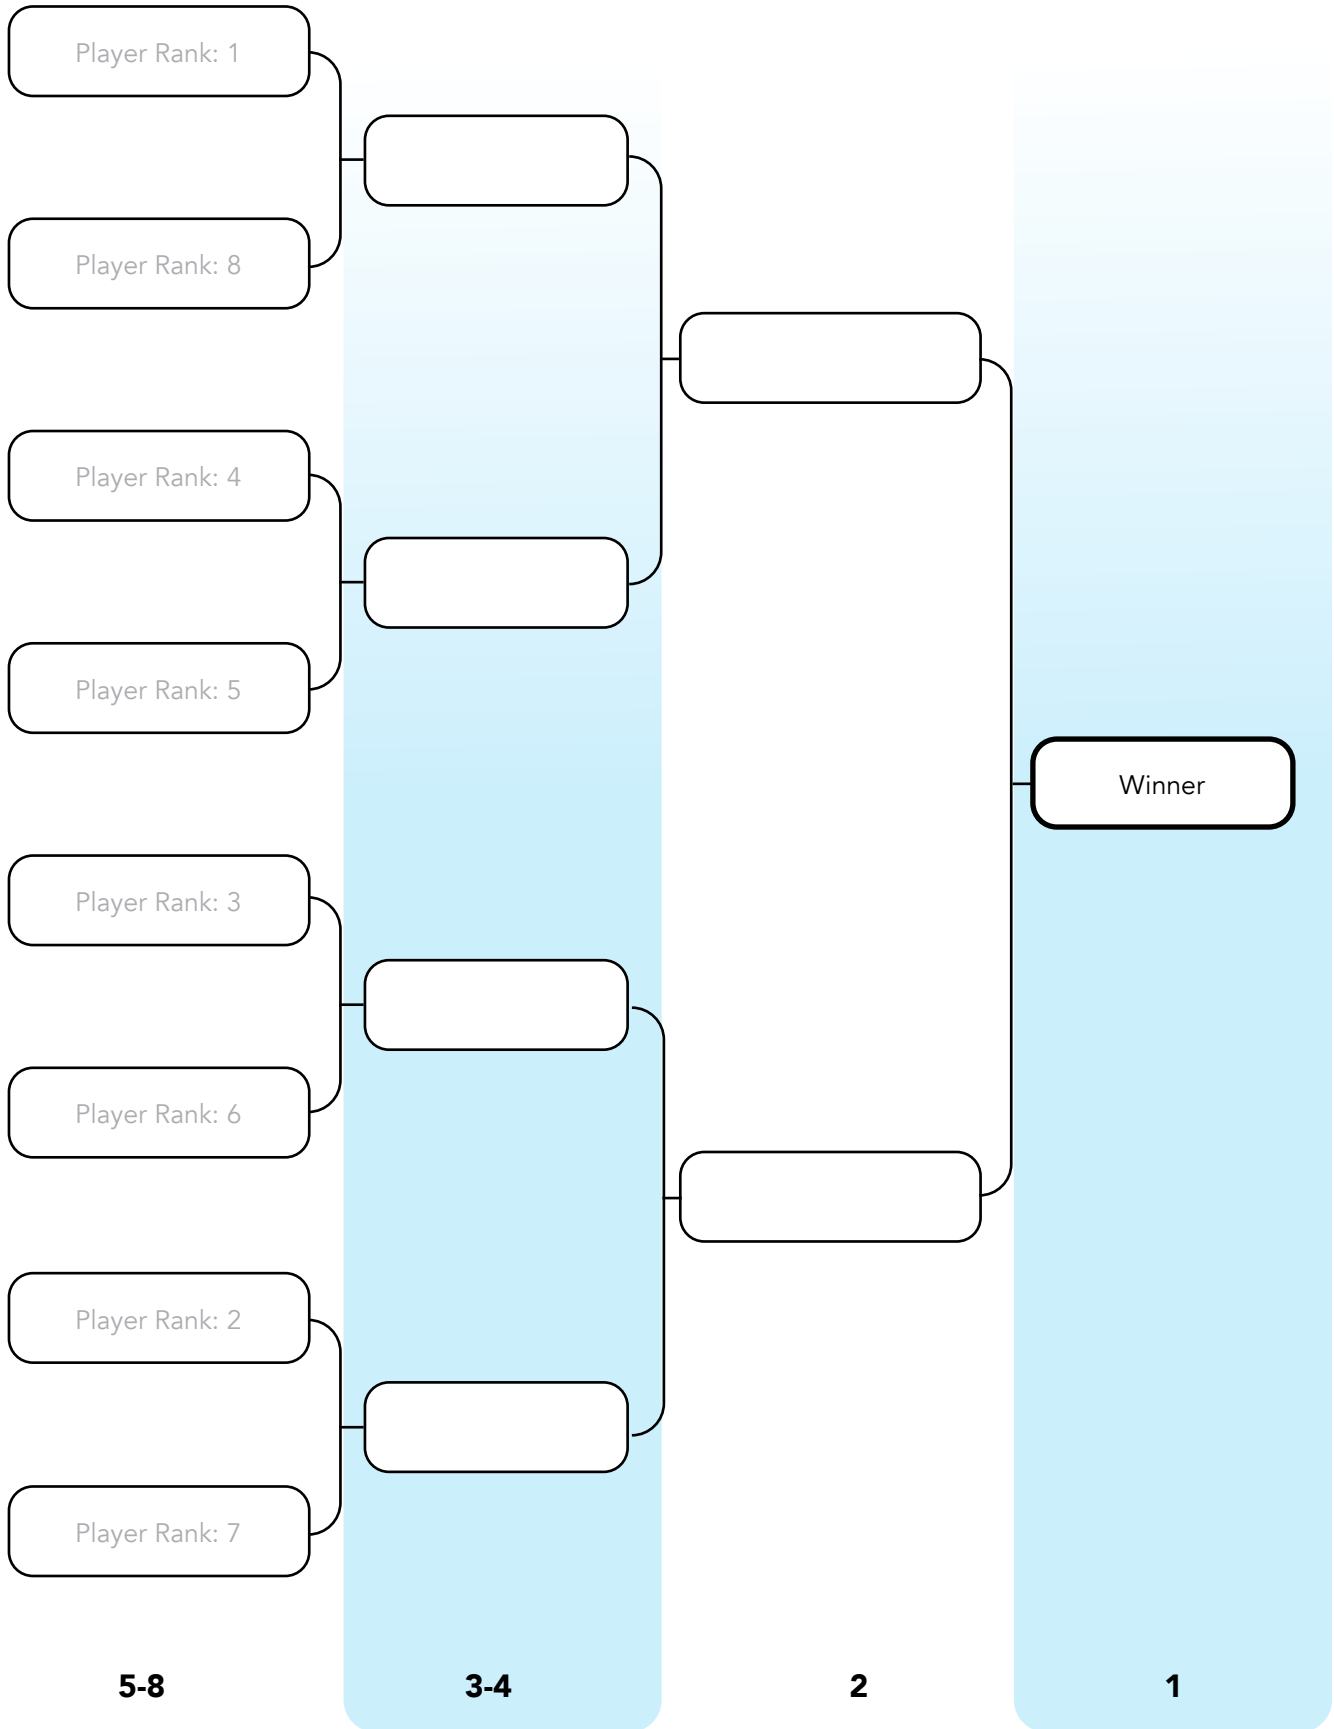 Player Rank: 1
Player Rank: 8
Player Rank: 4
Player Rank: 5
Winner
Player Rank: 3
Player Rank: 6
Player Rank: 2
Player Rank: 7
5-8
3-4
2
1